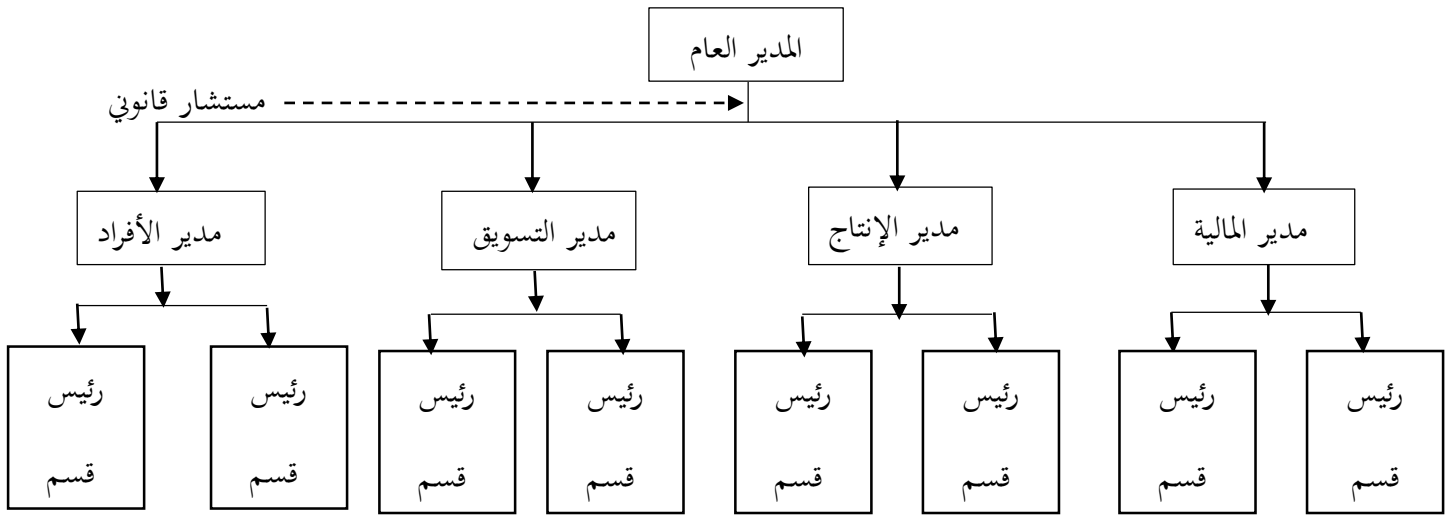 المدير العام
مستشار قانوني
مدير المالية
مدير الإنتاج
مدير التسويق
مدير الأفراد
رئيس
قسم
رئيس
قسم
رئيس
قسم
رئيس
قسم
رئيس
قسم
رئيس
قسم
رئيس
قسم
رئيس
قسم